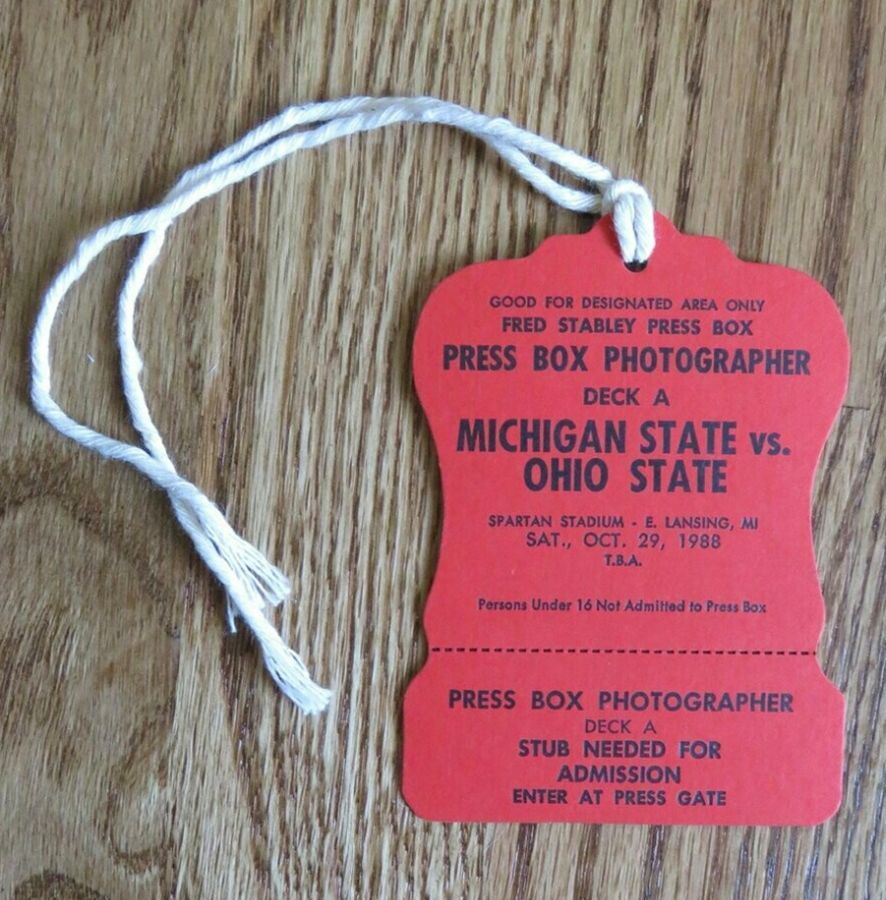 GOOD FOR DESIGNATED AREA ONLY
FRED STABLEY PRESS BOX
PRESS BOX PHOTOGRAPHER
DECK A
MICHIGAN STATE vs.
OHIO STATE
SPARTAN STADIUM - E. LANSING, MI
SAT., OCT. 29, 1988
T.B.A.
Persons Under 16 Not Admitted to Press Box
PRESS BOX PHOTOGRAPHER
DECK A
STUB NEEDED FOR
ADMISSION
ENTER AT PRESS GATE